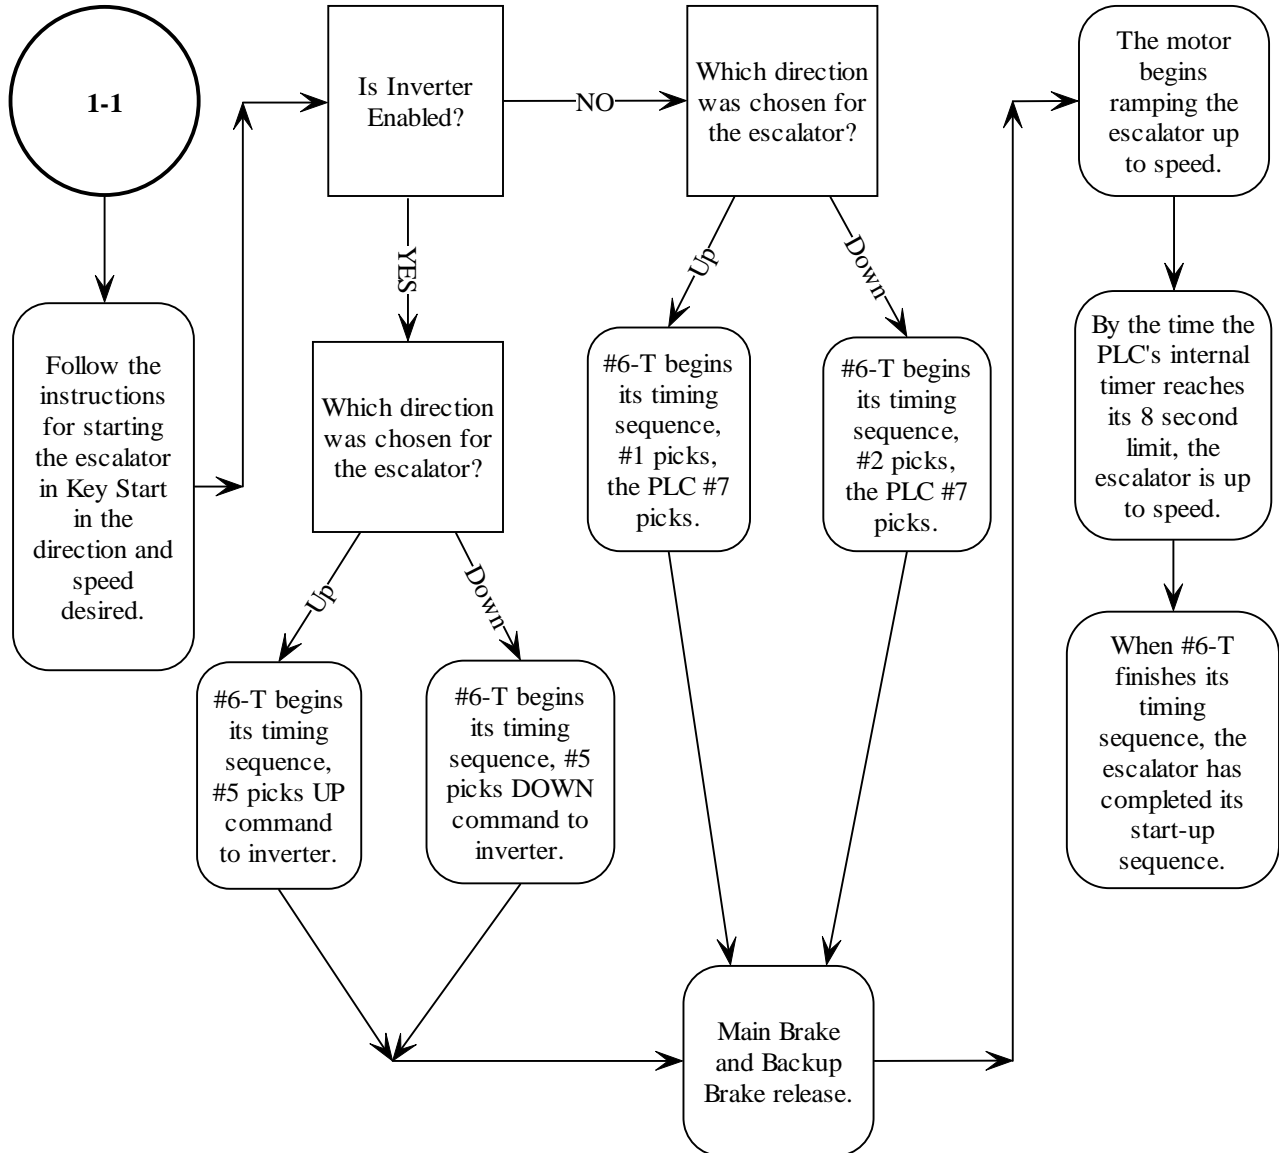 1-1
Follow the
instructions
for starting
the escalator
in Key Start
in the
direction and
speed
desired.
Is Inverter
Enabled?
NO
YES
Which direction
was chosen for
the escalator?
Up
Down
#6-T begins
its timing
sequence,
#5 picks UP
command
to inverter.
#6-T begins
its timing
sequence, #5
picks DOWN
command to
inverter.
Which direction
was chosen for
the escalator?
Up
Down
#6-T begins
its timing
sequence,
#1 picks,
the PLC #7
picks.
#6-T begins
its timing
sequence,
#2 picks,
the PLC #7
picks.
Main Brake
and Backup
Brake release.
The motor
begins
ramping the
escalator up
to speed.
By the time the
PLC's internal
timer reaches
its 8 second
limit, the
escalator is up
to speed.
When #6-T
finishes its
timing
sequence, the
escalator has
completed its
start-up
sequence.